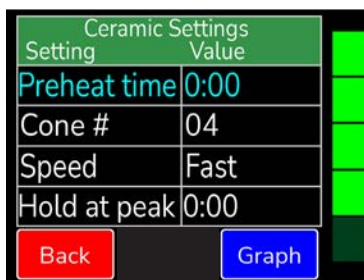 Ceramic Settings
Setting Value
Preheat time 0:00
Cone # 04
Speed Fast
Hold at peak 0:00
Back Graph